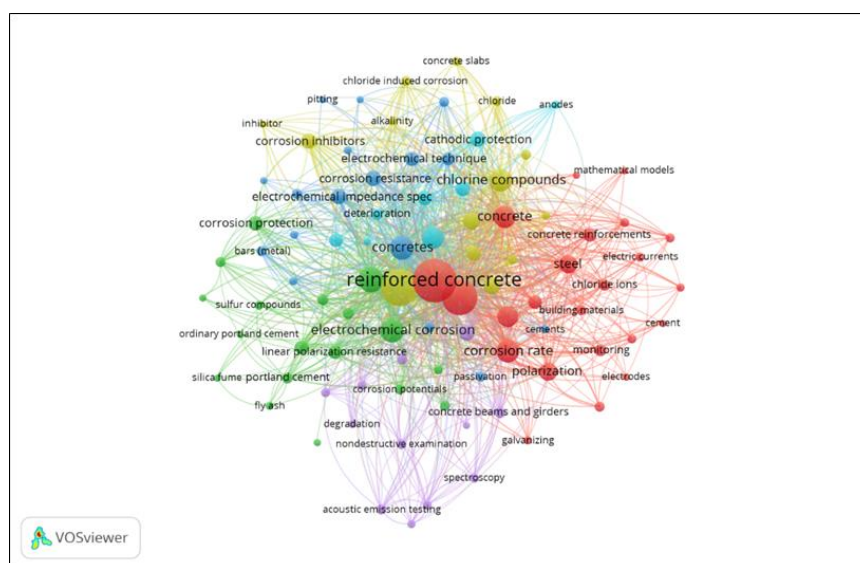 concrete slabs
chloride induced corrosion
pitting
chloride
anodes
inhibitor
alkalinity
corrosion inhibitors
cathodic protection
electrochemical technique
mathematical models
corrosion resistance
chlorine compounds
electrochemical impedance spec
deterioration
concrete
corrosion protection
concrete reinforcements
bars (metal)
concretes
electric currents
steel
reinforced concrete
chloride ions
sulfur compounds
building materials
ordinary portland cement
electrochemical corrosion
cements
cement
linear polarization resistance
corrosion rate
monitoring
silica fume
portland cement
passivation
polarization
electrodes
corrosion potentials
fly ash
concrete beams and girders
degradation
nondestructive examination
galvanizing
spectroscopy
acoustic emission testing
VOSviewer